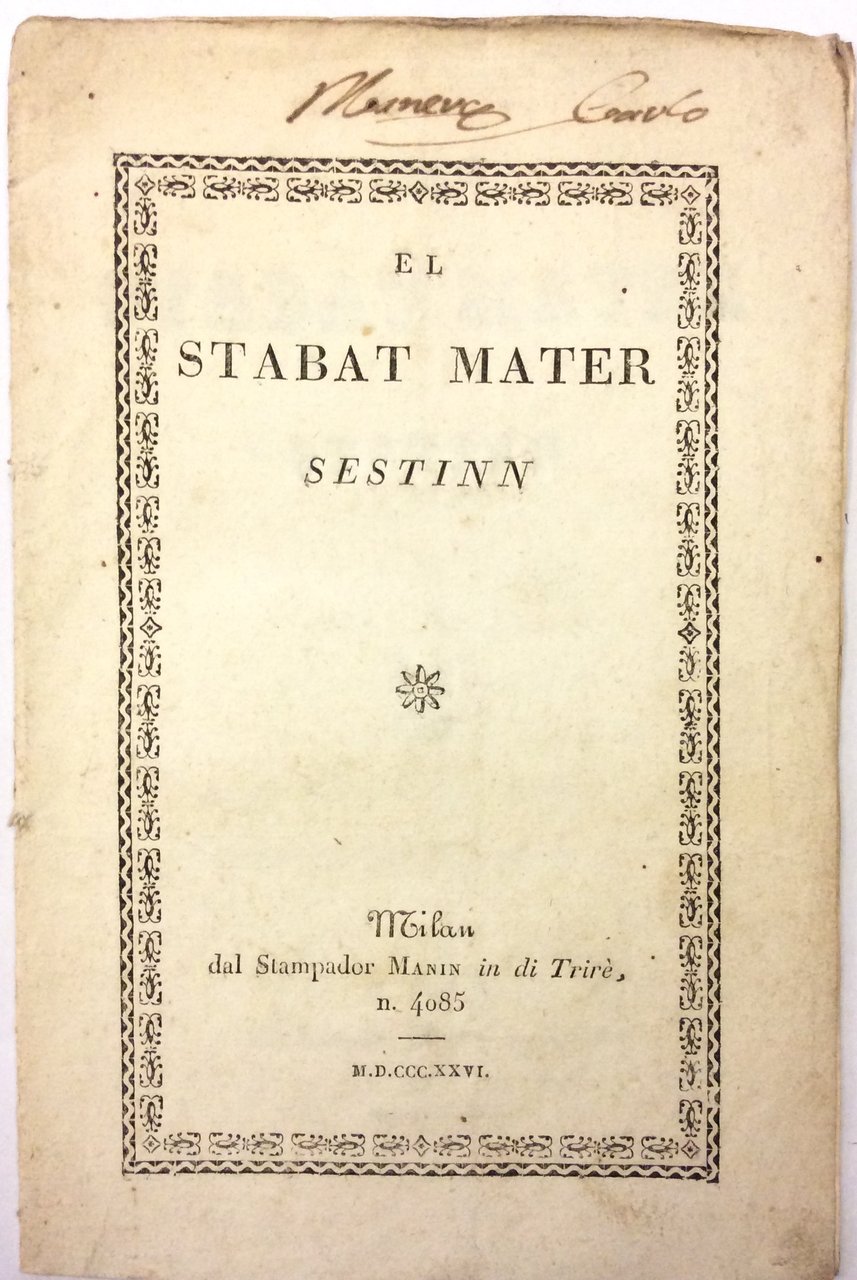 Carlo
EL
STABAT MATER
SESTINN
Milan
dal Stampador MANIN in di Trirè,
n. 4085
M.D.CCC.XXVI.